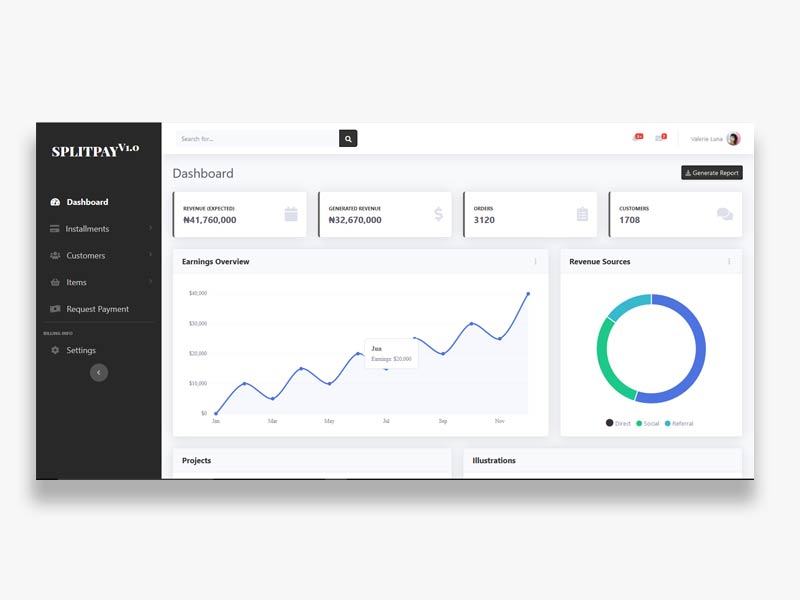 SPLITPAY V1.0
Dashboard
Installments
Customers
Items
Request Payment
BILLING INFO
Settings
Search for...
3+
Valerie Luna
Dashboard
Generate Report
REVENUE (EXPECTED)
₦41,760,000
GENERATED REVENUE
₦32,670,000
ORDERS
3120
CUSTOMERS
1708
Earnings Overview
$40,000
$30,000
$20,000
$10,000
$0
Jan Mar May Jul Sep Nov
Jun
Earnings: $20,000
Revenue Sources
Direct Social Referral
Projects
Illustrations